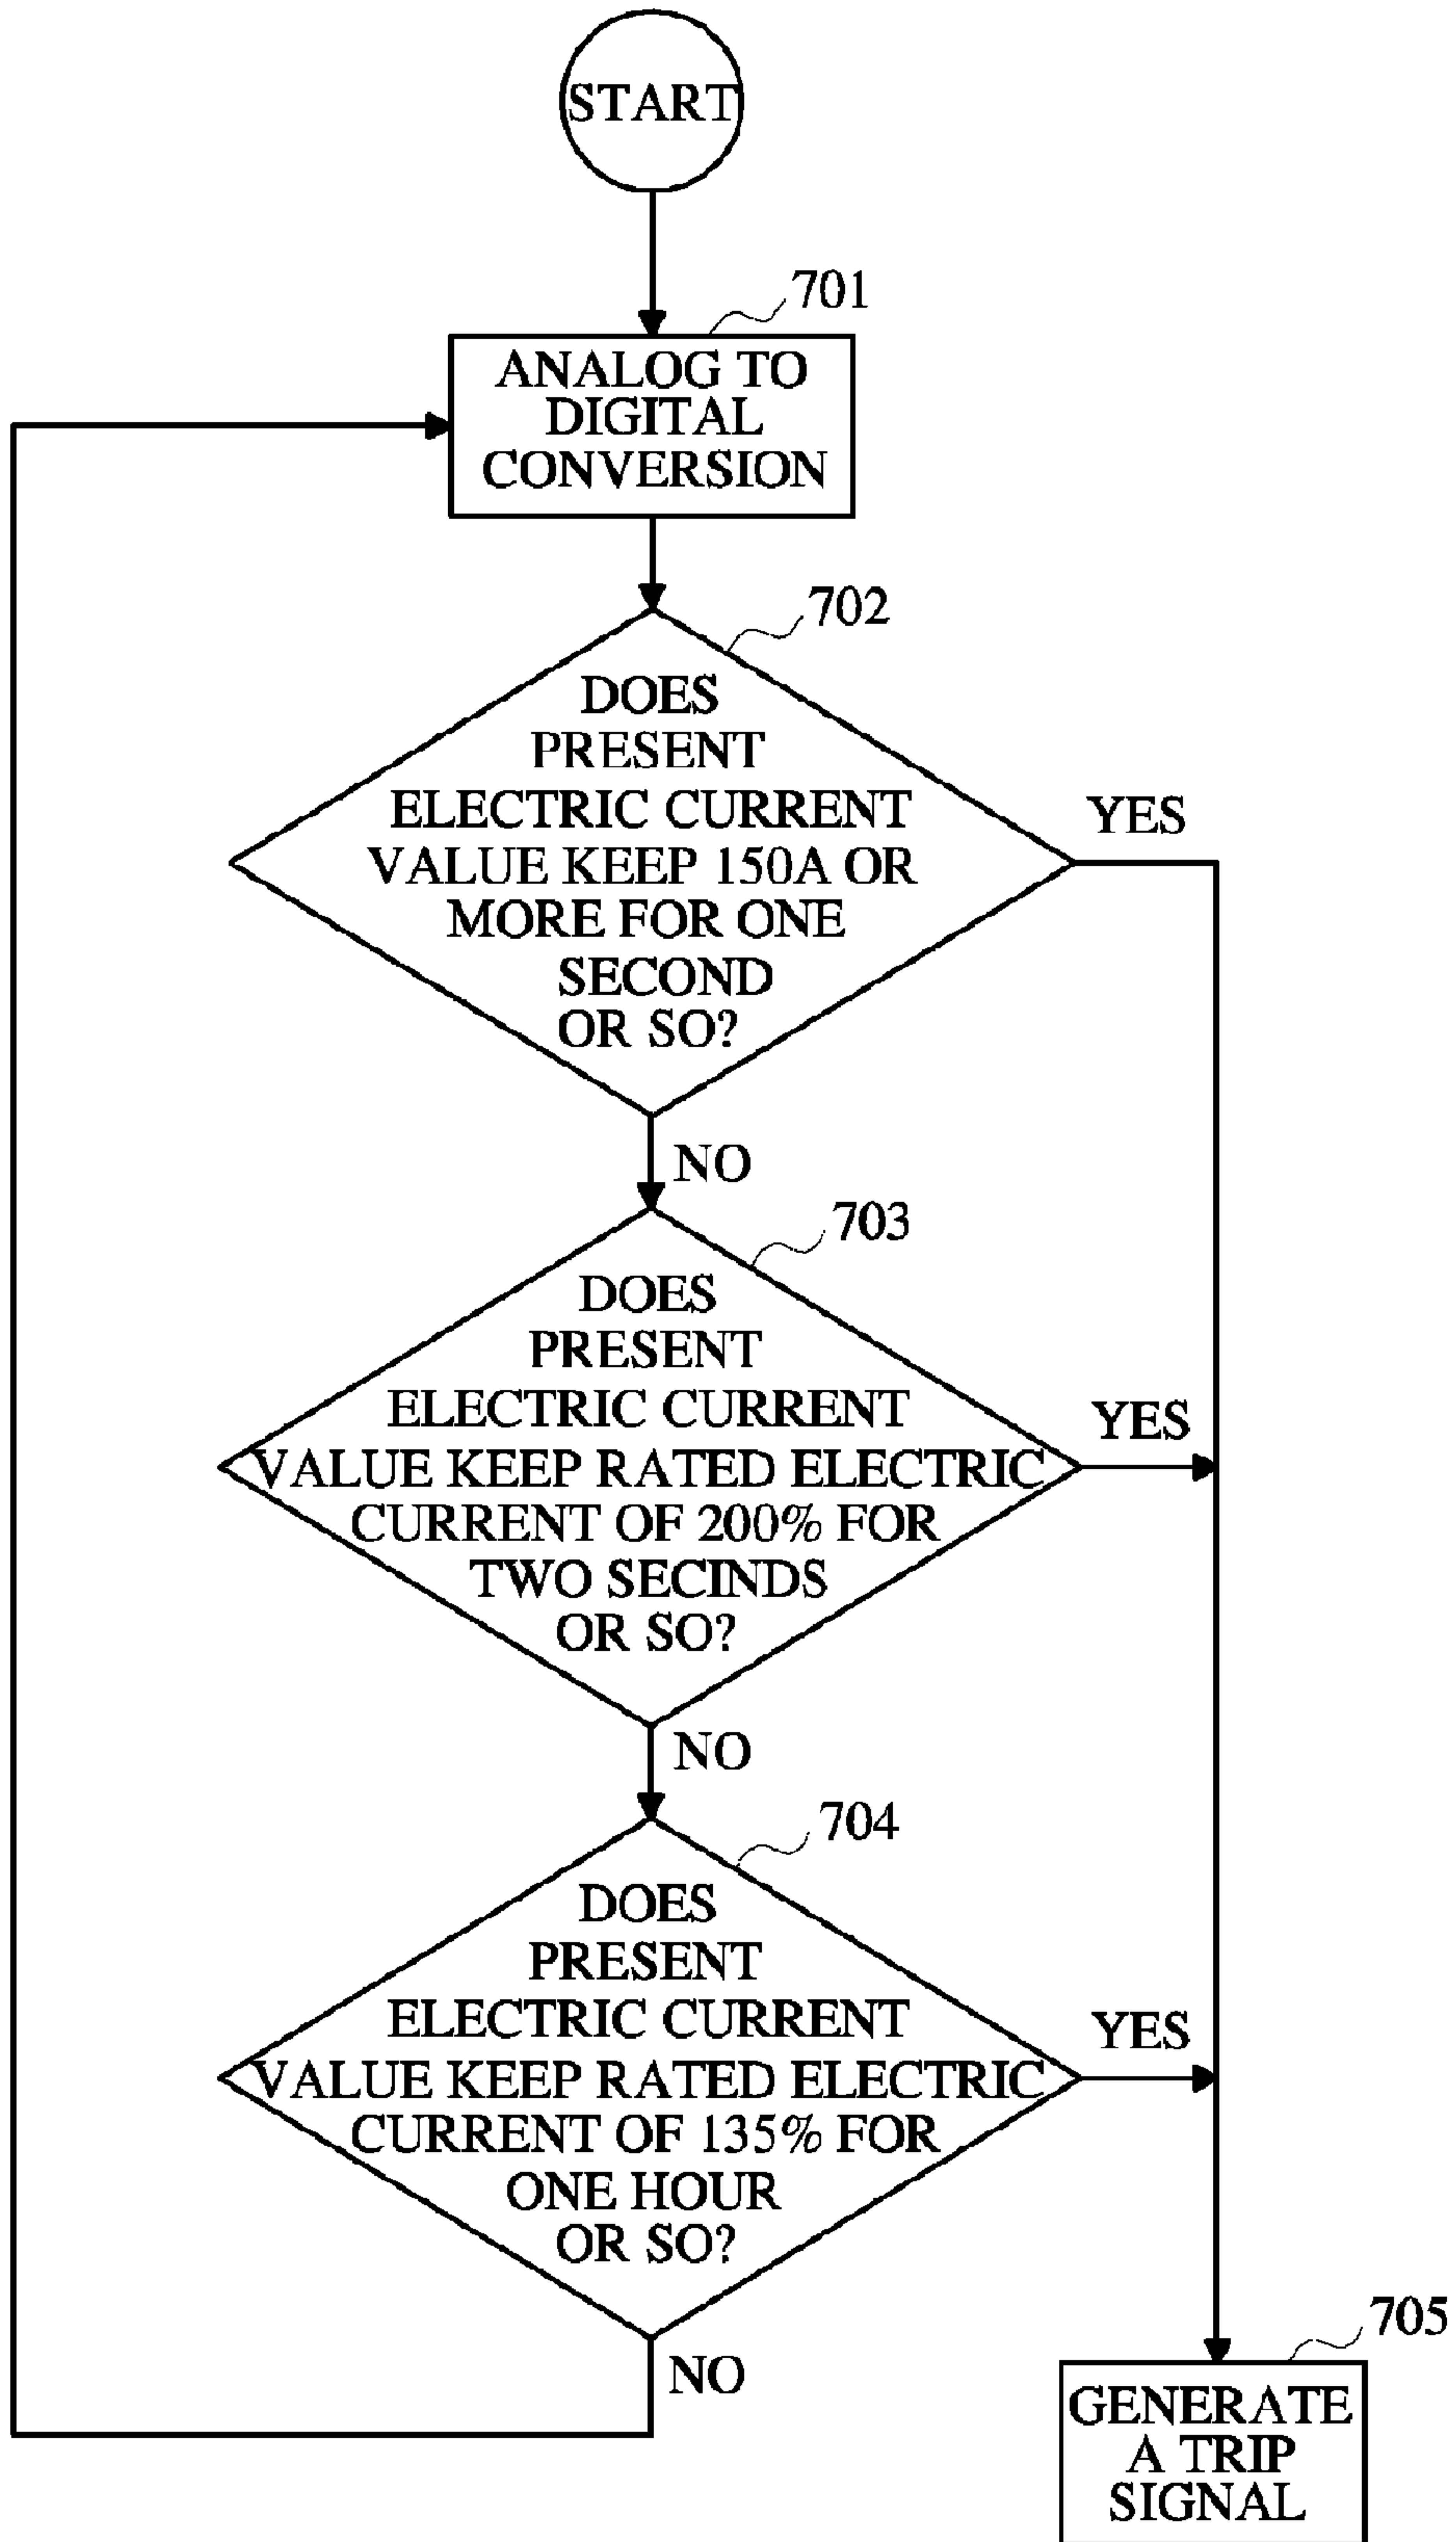 START
701
ANALOG TO
DIGITAL
CONVERSION
702
DOES
PRESENT
ELECTRIC CURRENT
VALUE KEEP 150A OR
MORE FOR ONE
SECOND
OR SO?
YES
NO
703
DOES
PRESENT
ELECTRIC CURRENT
VALUE KEEP RATED ELECTRIC
CURRENT OF 200% FOR
TWO SECINDS
OR SO?
YES
NO
704
DOES
PRESENT
ELECTRIC CURRENT
VALUE KEEP RATED ELECTRIC
CURRENT OF 135% FOR
ONE HOUR
OR SO?
YES
NO
705
GENERATE
A TRIP
SIGNAL